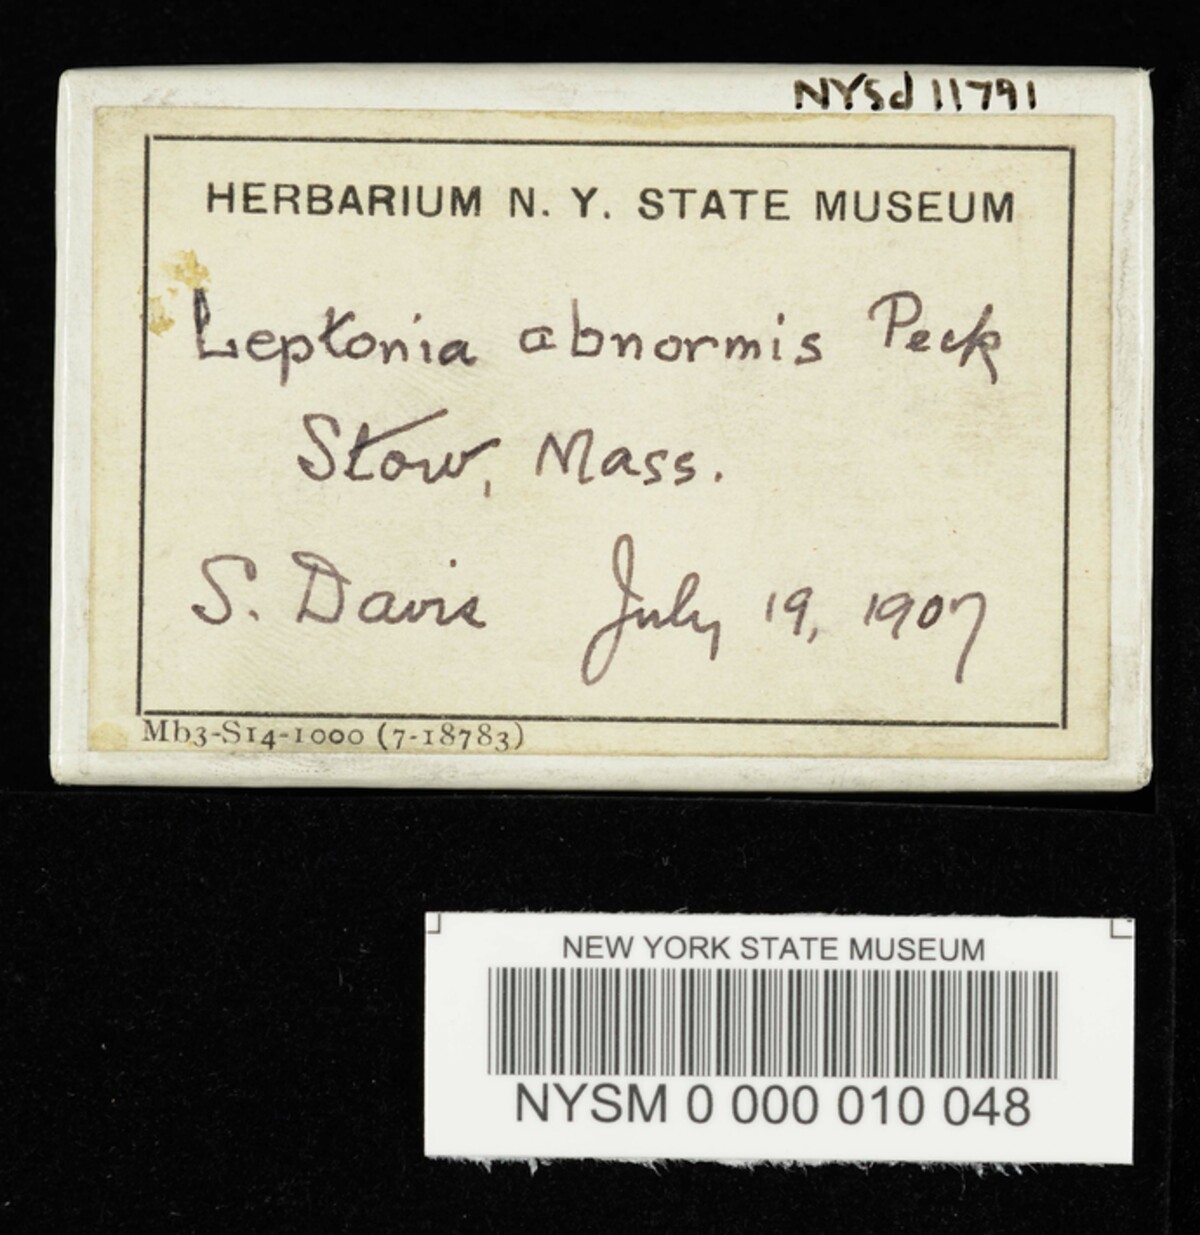 NYSd 11791
HERBARIUM N. Y. STATE MUSEUM
Leptonia abnormis Peck
Stow, Mass.
S. Davis July 19, 1907
Mb3-S14-1000 (7-18783)
NEW YORK STATE MUSEUM
NYSM 0 000 010 048